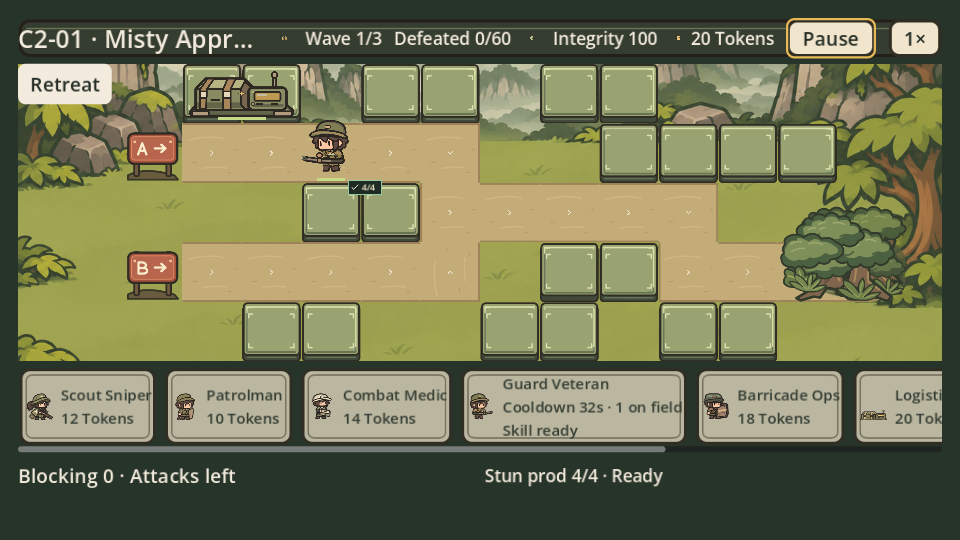 C2-01 · Misty Appr...
Wave 1/3 Defeated 0/60
Integrity 100
20 Tokens
Pause
1×
Retreat
A
4/4
B
Scout Sniper
12 Tokens
Patrolman
10 Tokens
Combat Medic
14 Tokens
Guard Veteran
Cooldown 32s · 1 on field
Skill ready
Barricade Ops
18 Tokens
Logisti
20 Tok
Blocking 0 · Attacks left
Stun prod 4/4 · Ready